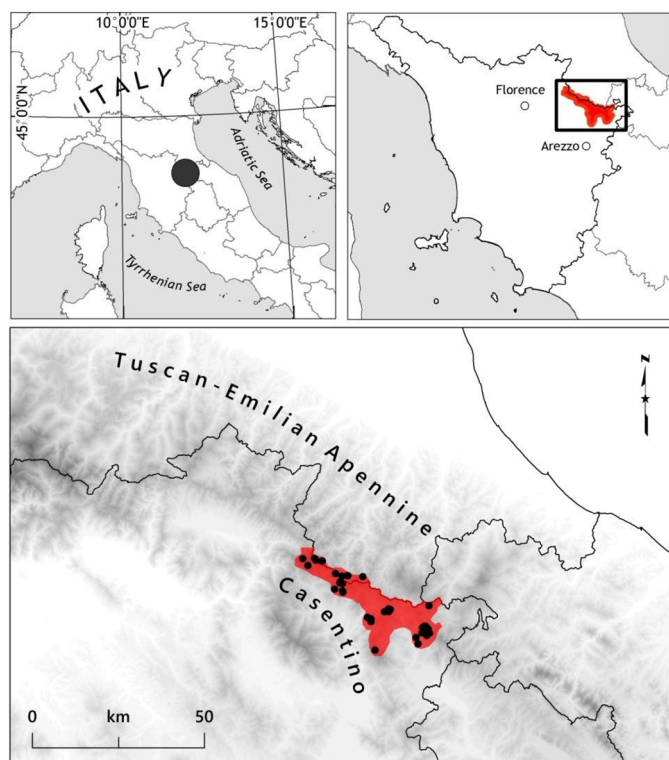 10°0'0"E
15°0'0"E
ITALY
45°0'0"N
Adriatic Sea
Tyrrhenian Sea
Florence
Arezzo
Tuscan-Emilian Apennine
N
Casentino
0 km 50